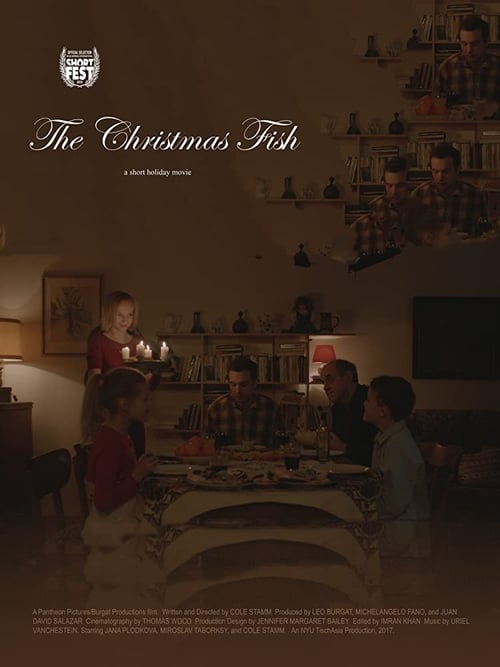 OFFICIAL SELECTION
SHORT
FEST
The Christmas Fish
a short holiday movie
A Pantheon Pictures/Burgat Productions film. Written and Directed by COLE STAMM. Produced by LEO BURGAT, MICHELANGELO FANO, and JUAN
DAVID SALAZAR. Cinematography by THOMAS WOOD. Production Design by JENNIFER MARGARET BAILEY. Edited by IMRAN KHAN. Music by URIEL
VANCHESTEIN. Starring JANA PLODKOVA, MIROSLAV TABORKSY, and COLE STAMM. An NYU TischAsia Production, 2017.